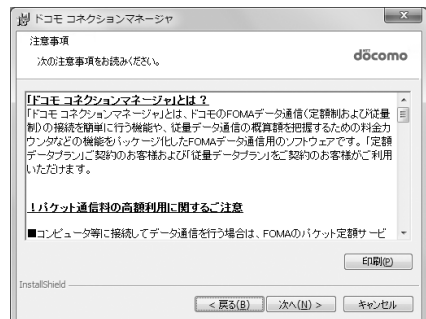 ドコモ コネクションマネージャ
注意事項
次の注意事項をお読みください。
döcomo
「ドコモ コネクションマネージャ」とは？
「ドコモ コネクションマネージャ」とは、ドコモのFOMAデータ通信（定額制および従量
制）の接続を簡単に行う機能や、従量データ通信の概算額を把握するための料金カ
ウンタなどの機能をパッケージ化したFOMAデータ通信用のソフトウェアです。「定額
データプラン」ご契約のお客様および「従量データプラン」をご契約のお客様がご利用
いただけます。
！パケット通信料の高額利用に関するご注意
■コンピュータ等に接続してデータ通信を行う場合は、FOMAのパケット定額サービ
印刷(P)
InstallShield
< 戻る(B)
次へ(N) >
キャンセル